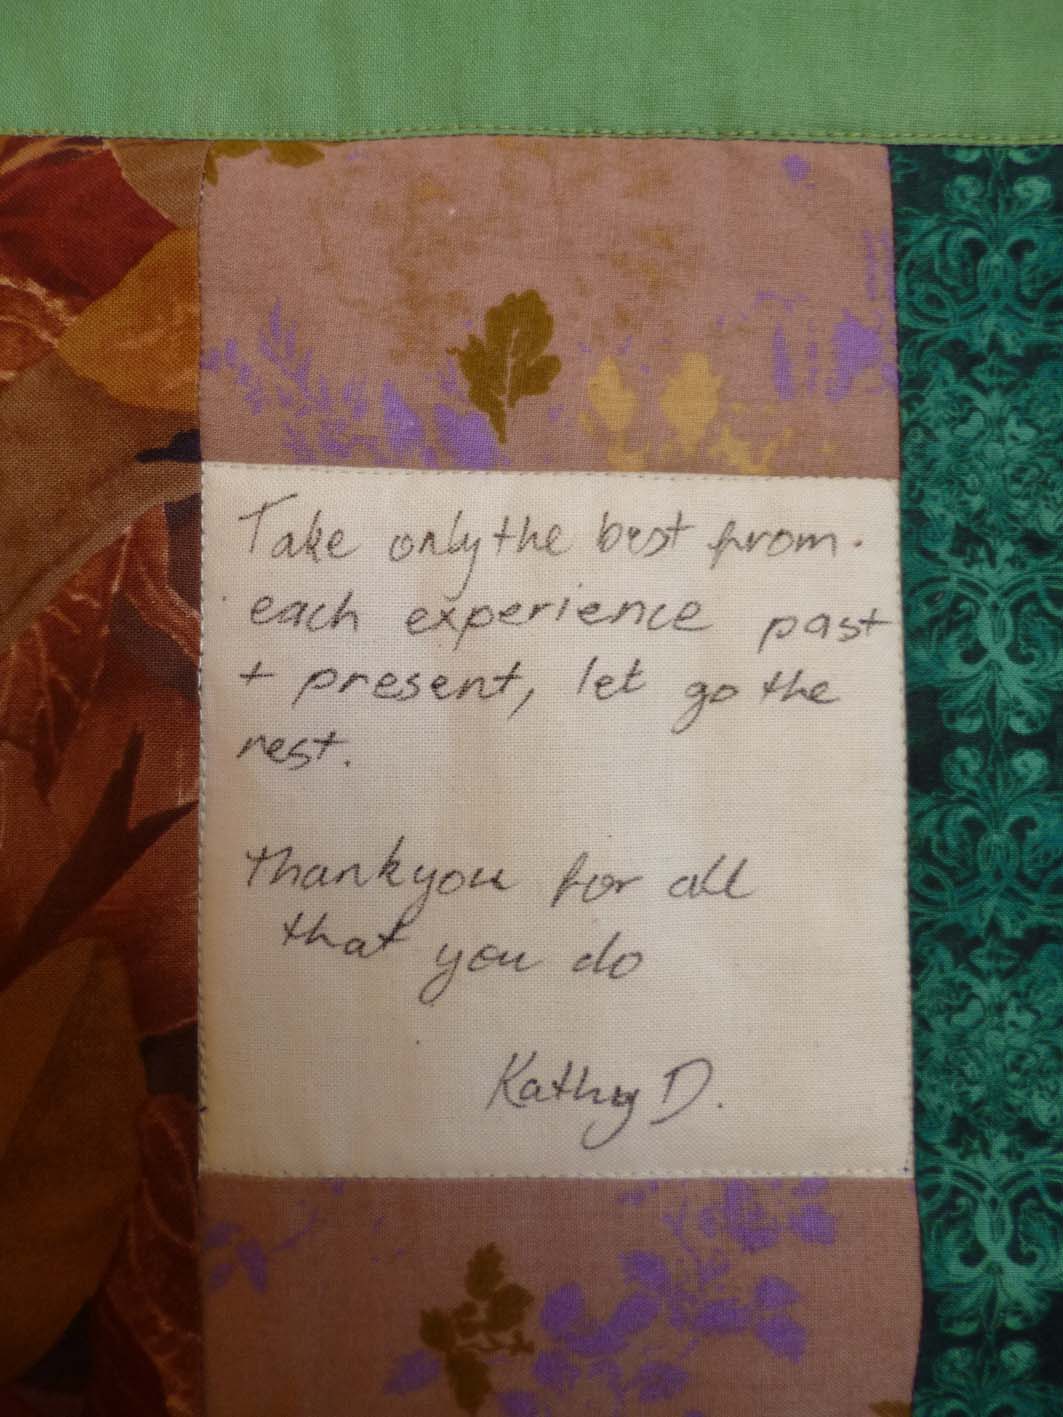 Take only the best from.
each experience past
+ present, let go the
rest.
thankyou for all
that you do
Kathy D.